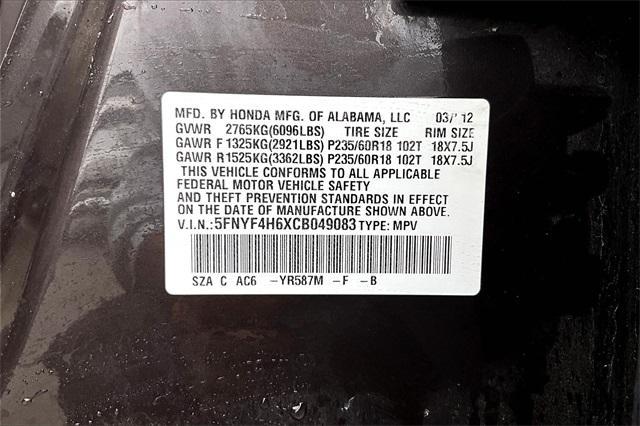 MFD. BY HONDA MFG. OF ALABAMA, LLC 03/'12
GVWR 2765KG(6096LBS) TIRE SIZE RIM SIZE
GAWR F 1325KG(2921LBS) P235/60R18 102T 18X7.5J
GAWR R 1525KG(3362LBS) P235/60R18 102T 18X7.5J
THIS VEHICLE CONFORMS TO ALL APPLICABLE
FEDERAL MOTOR VEHICLE SAFETY
AND THEFT PREVENTION STANDARDS IN EFFECT
ON THE DATE OF MANUFACTURE SHOWN ABOVE.
V.I.N.: 5FNYF4H6XCB049083 TYPE: MPV
SZA C AC6 -YR587M -F -B